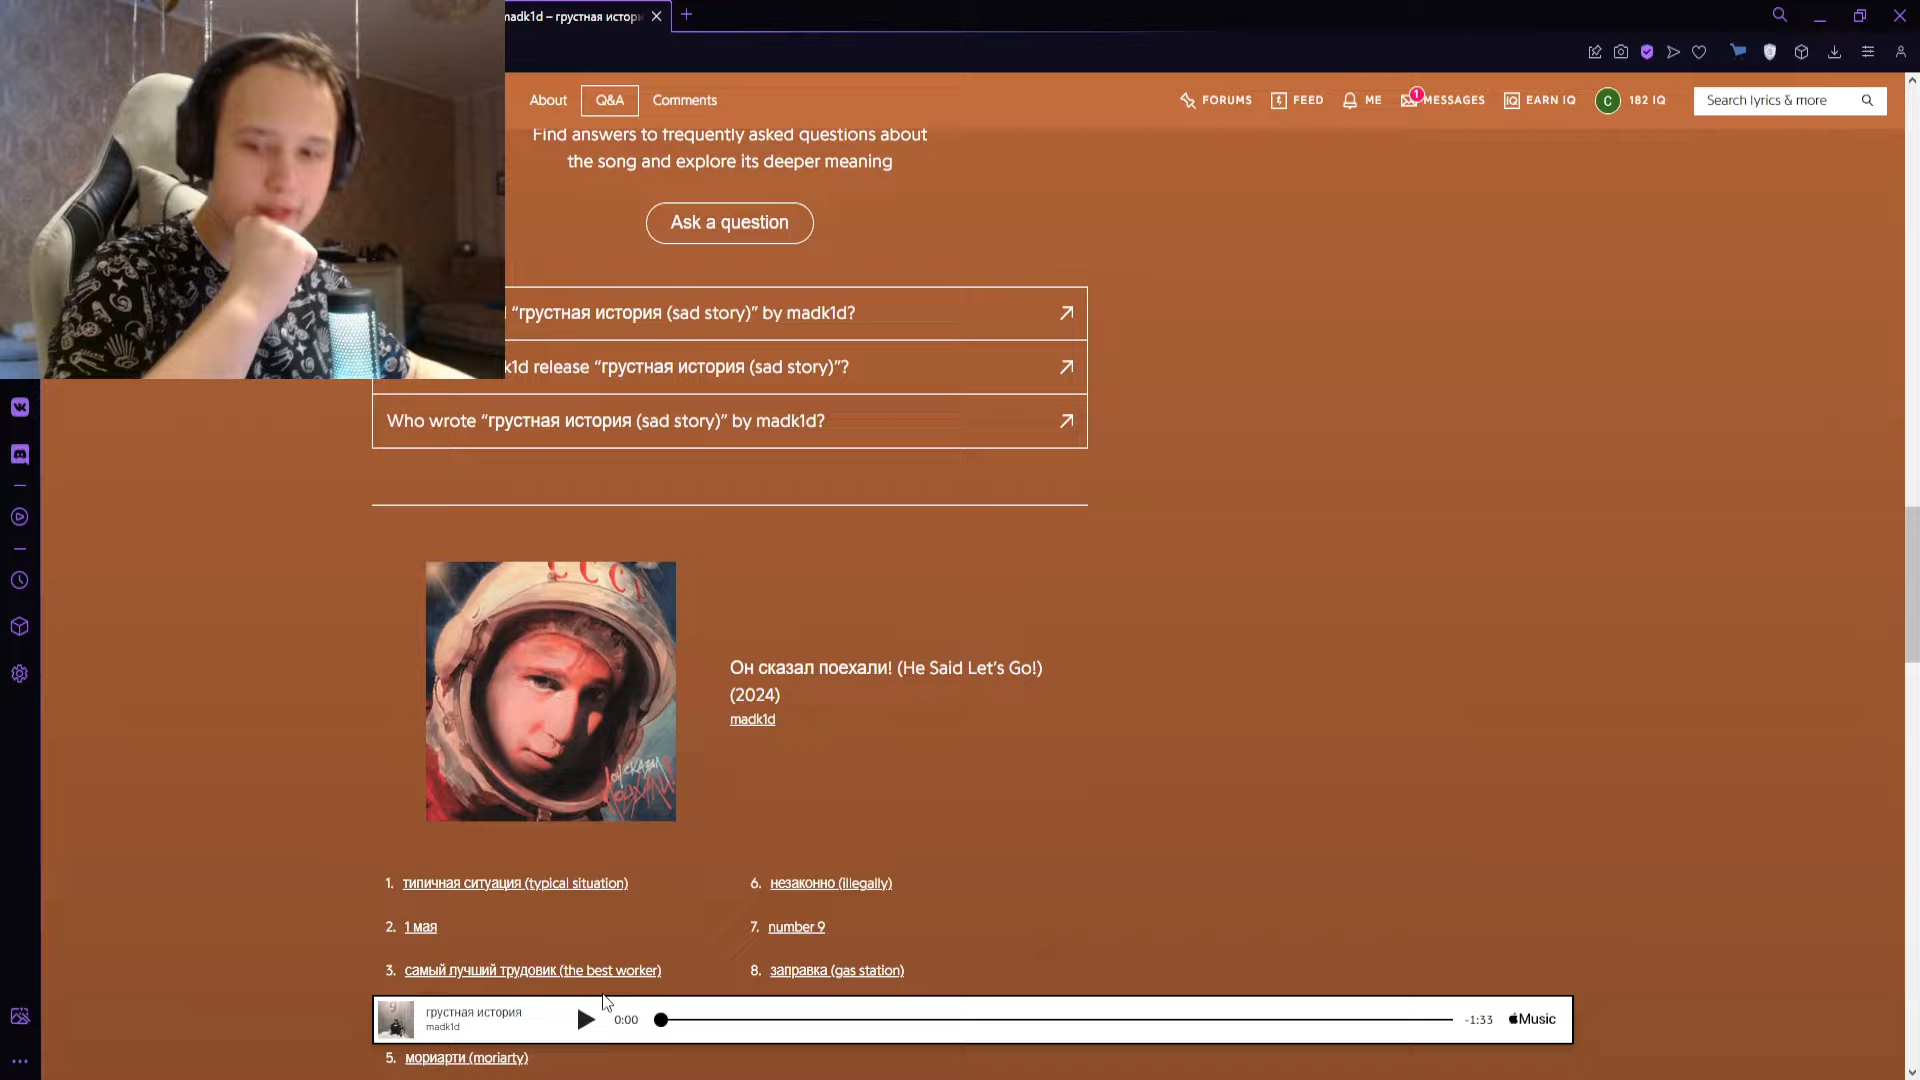 madk1d – грустная истори
About
Q&A
Comments
FORUMS
FEED
ME
1
MESSAGES
EARN IQ
C
182 IQ
Search lyrics & more
Find answers to frequently asked questions about
the song and explore its deeper meaning
Ask a question
“грустная история (sad story)” by madk1d?
k1d release “грустная история (sad story)”?
Who wrote “грустная история (sad story)” by madk1d?
СССР
он сказал
поехали!
Он сказал поехали! (He Said Let’s Go!)
(2024)
madk1d
1. типичная ситуация (typical situation)
2. 1 мая
3. самый лучший трудовик (the best worker)
5. мориарти (moriarty)
6. незаконно (illegally)
7. number 9
8. заправка (gas station)
грустная история
madk1d
0:00
-1:33
Music